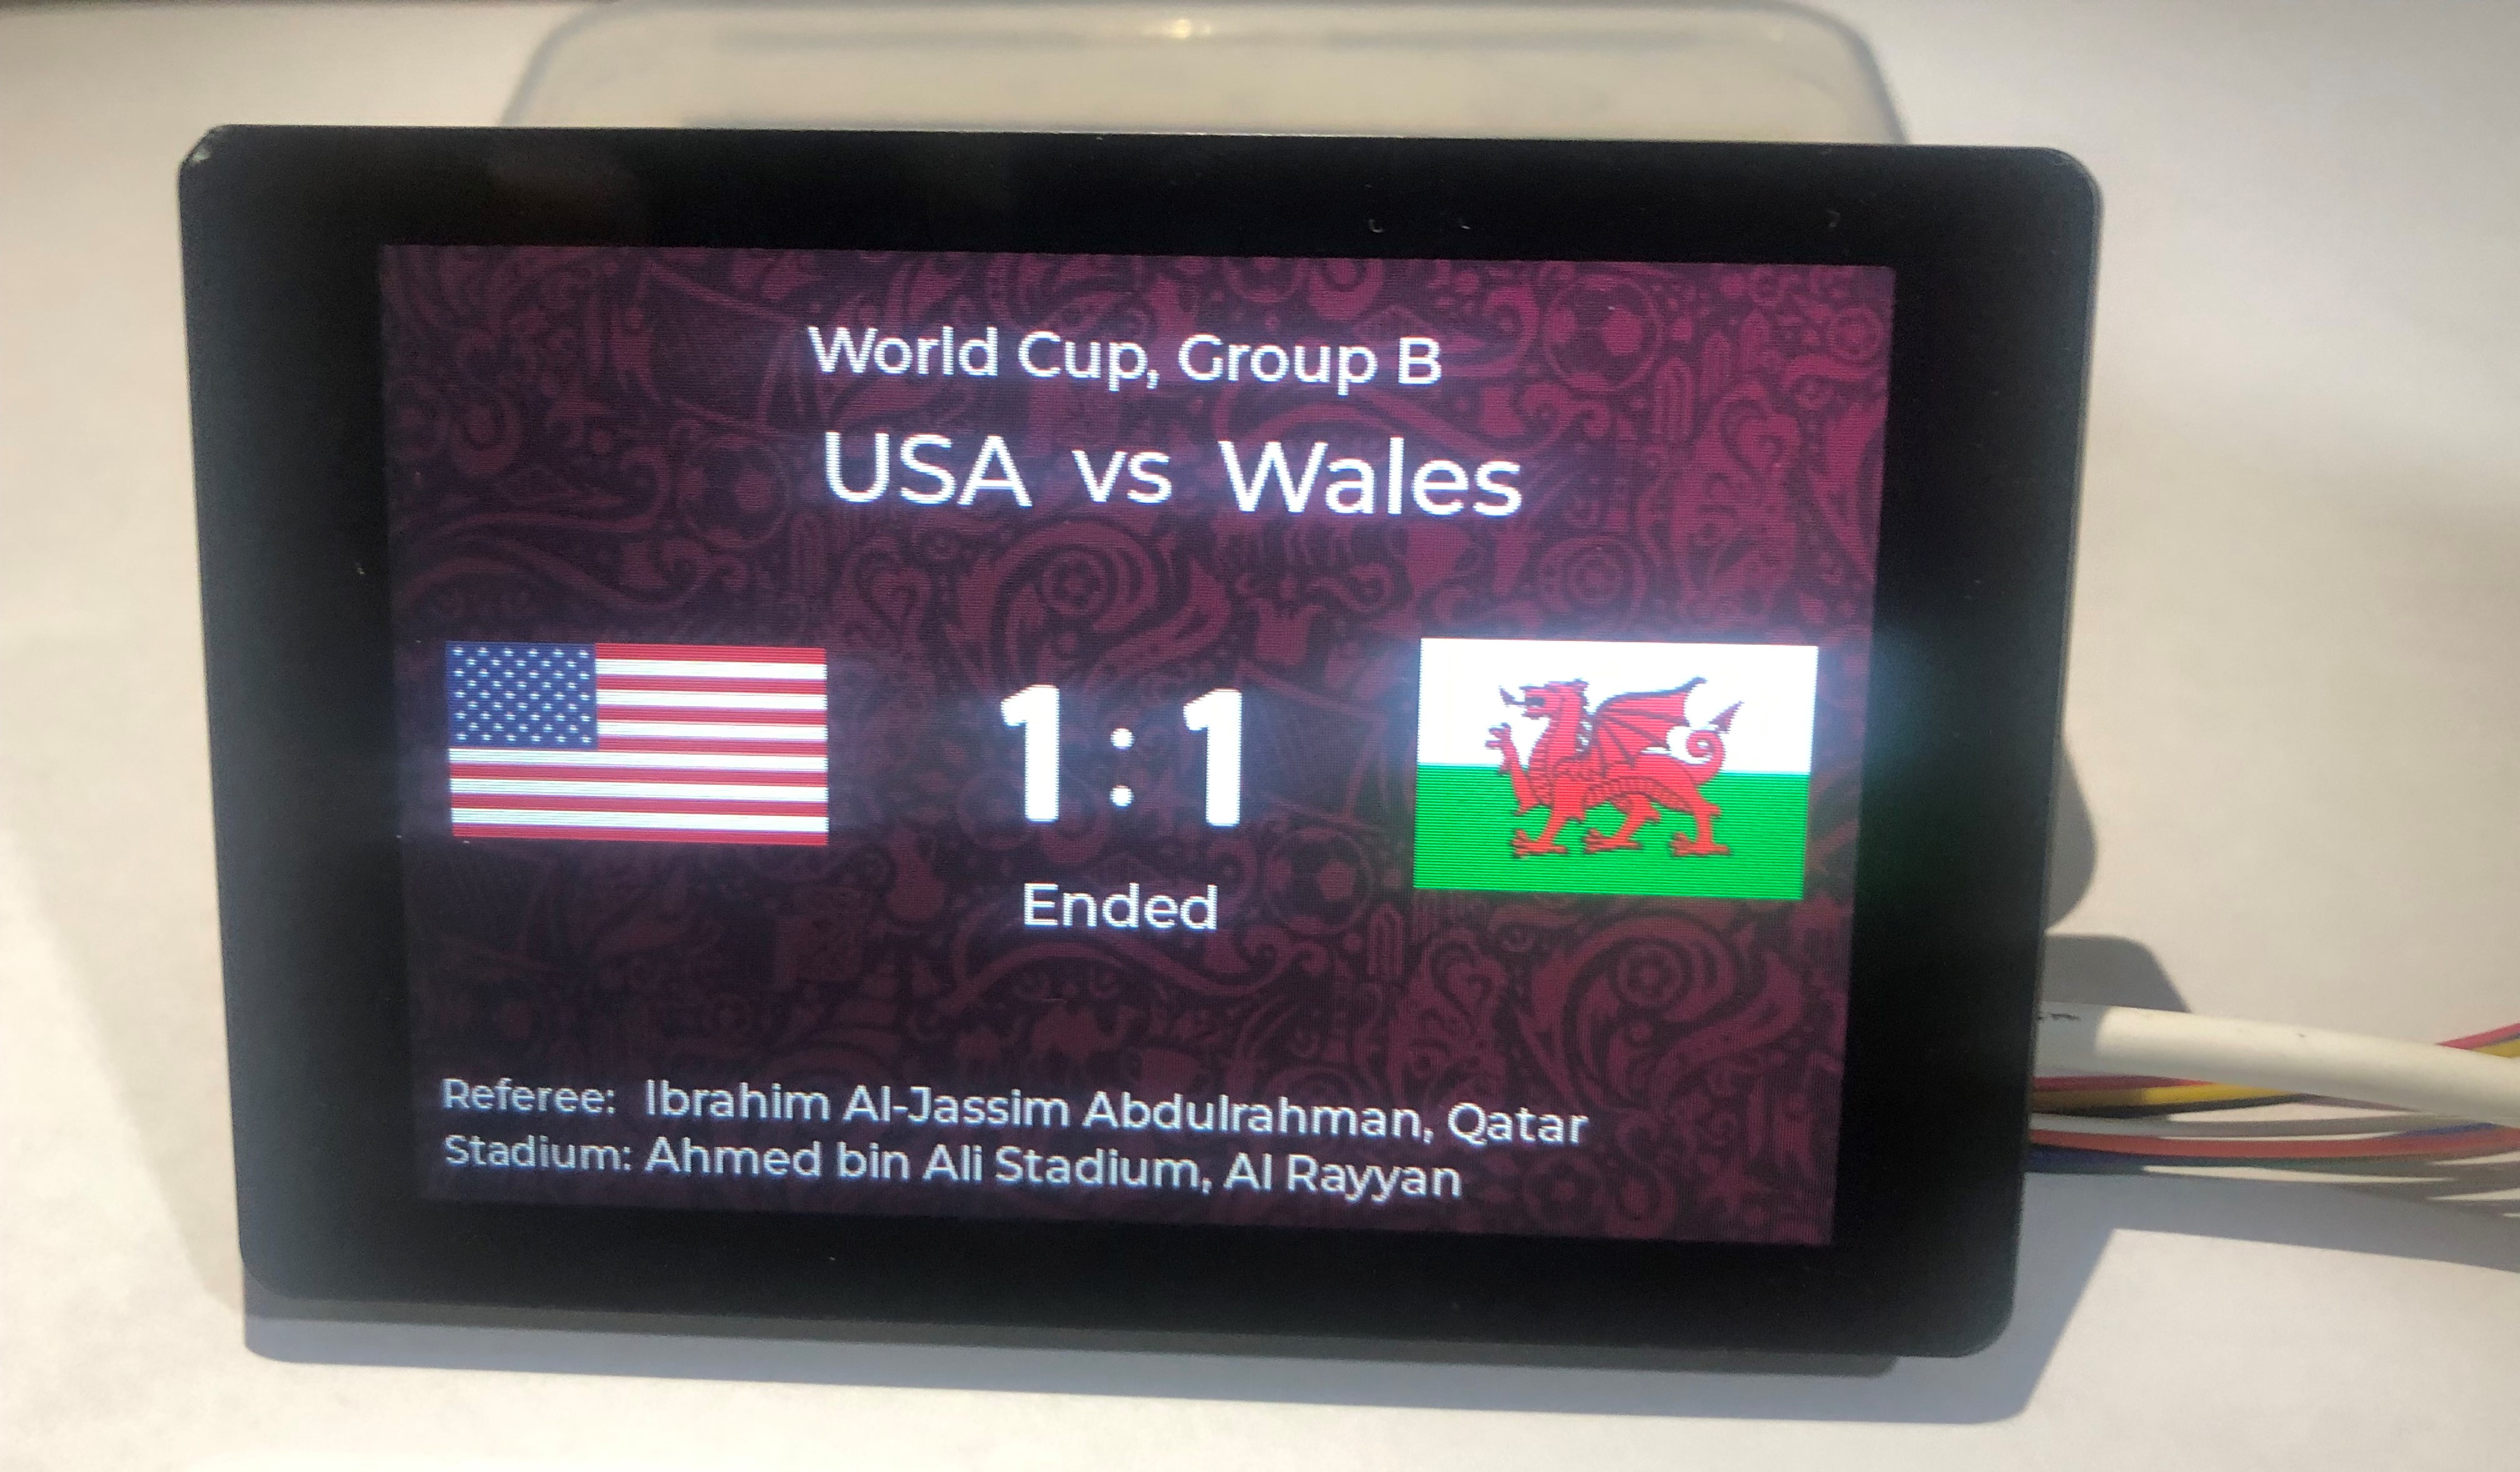 World Cup, Group B
USA vs Wales
1 : 1
Ended
Referee: Ibrahim Al-Jassim Abdulrahman, Qatar
Stadium: Ahmed bin Ali Stadium, Al Rayyan